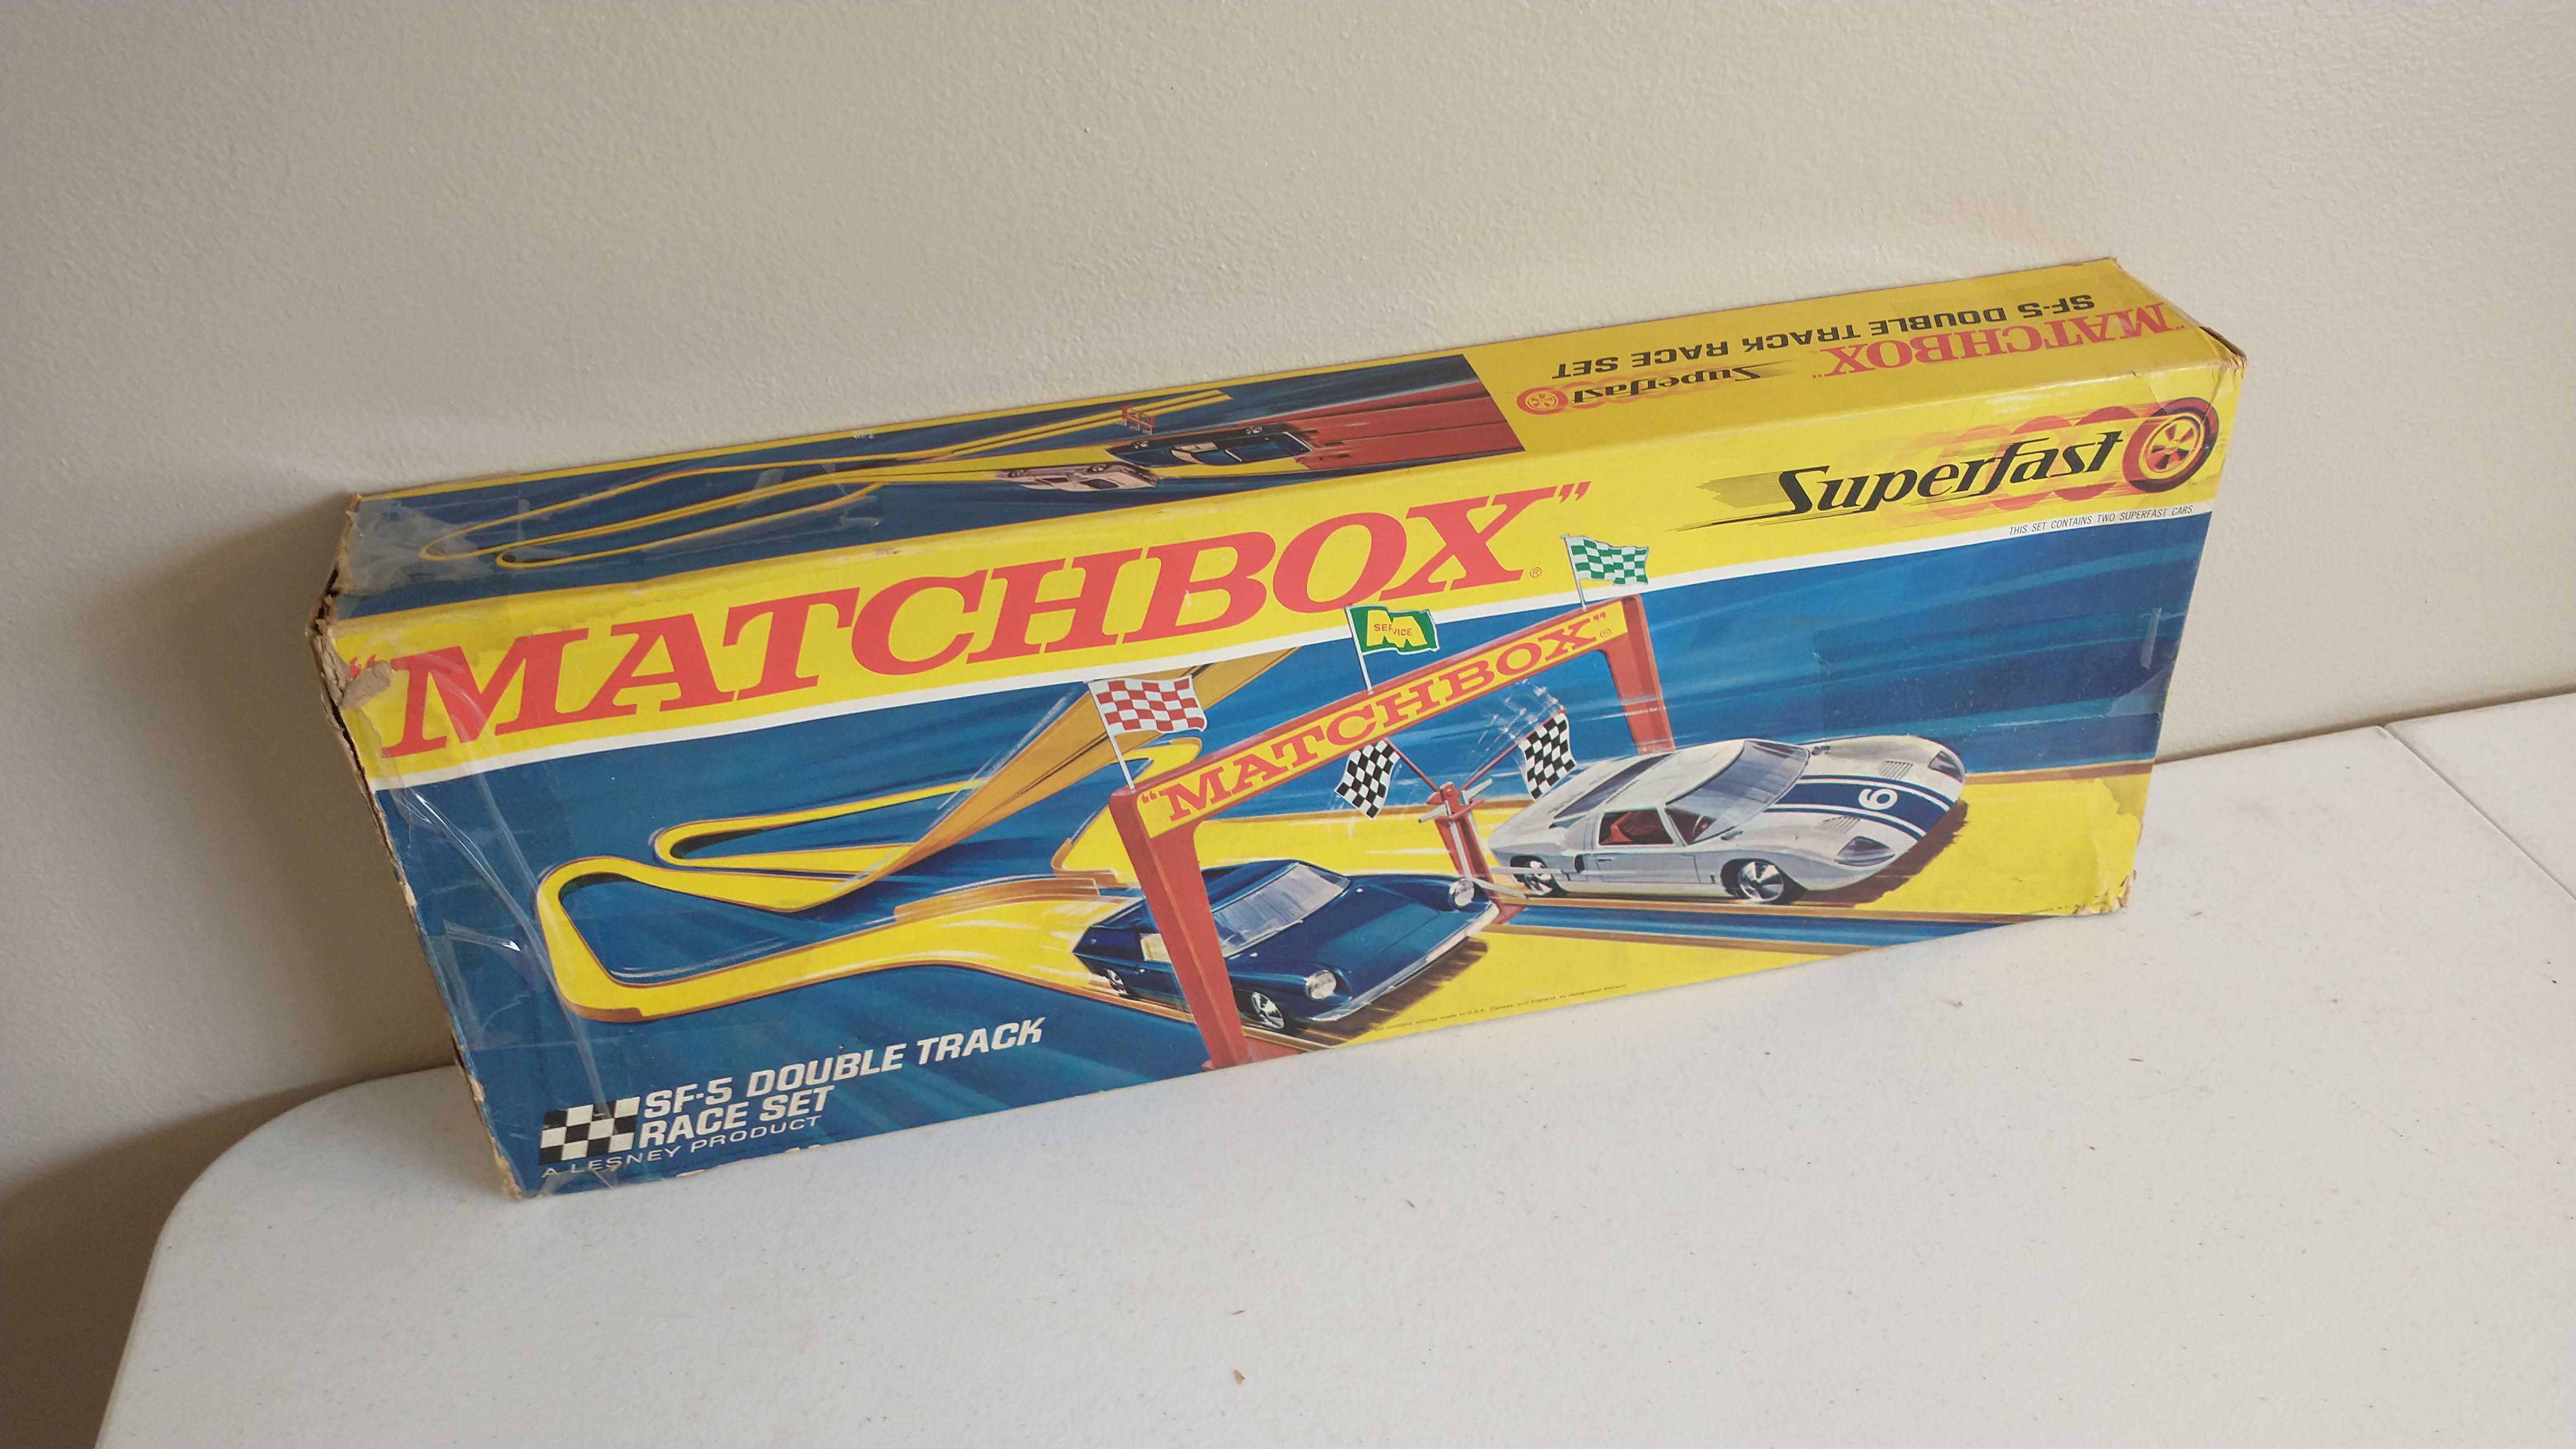 SF-5 DOUBLE TRACK RACE SET
"MATCHBOX"
Superfast
"MATCHBOX"®
Superfast
THIS SET CONTAINS TWO SUPERFAST CARS
M
SERVICE
"MATCHBOX"®
6
SF-5 DOUBLE TRACK
RACE SET
A LESNEY PRODUCT